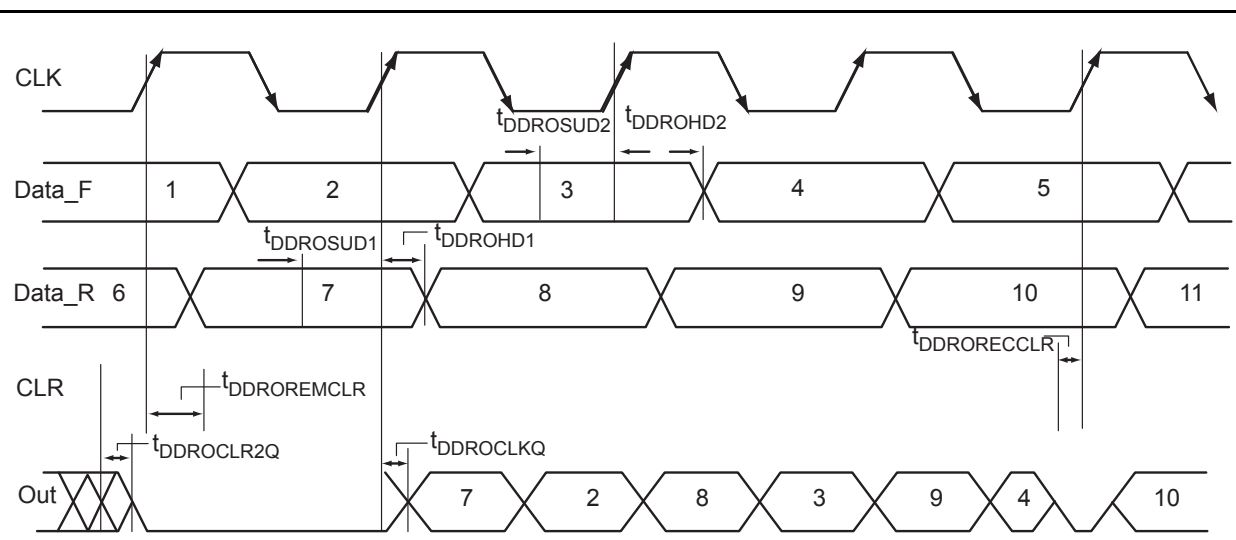 CLK
tDDROSUD2 tDDROHD2
Data_F 1 2 3 4 5
tDDROSUD1 tDDROHD1
Data_R 6 7 8 9 10 11
tDDRORECCLR
CLR
tDDROREMCLR
tDDROCLR2Q tDDROCLKQ
Out 7 2 8 3 9 4 10